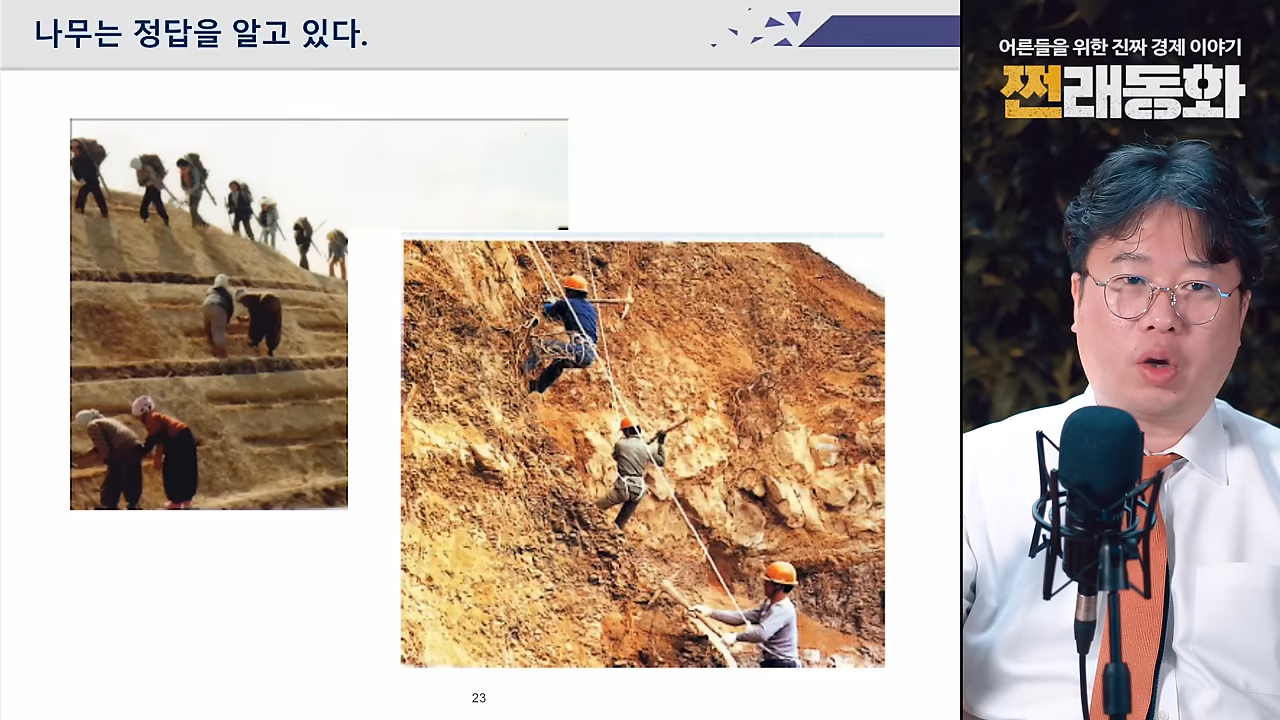 나무는 정답을 알고 있다.
어른들을 위한 진짜 경제 이야기
쩐래동화
23